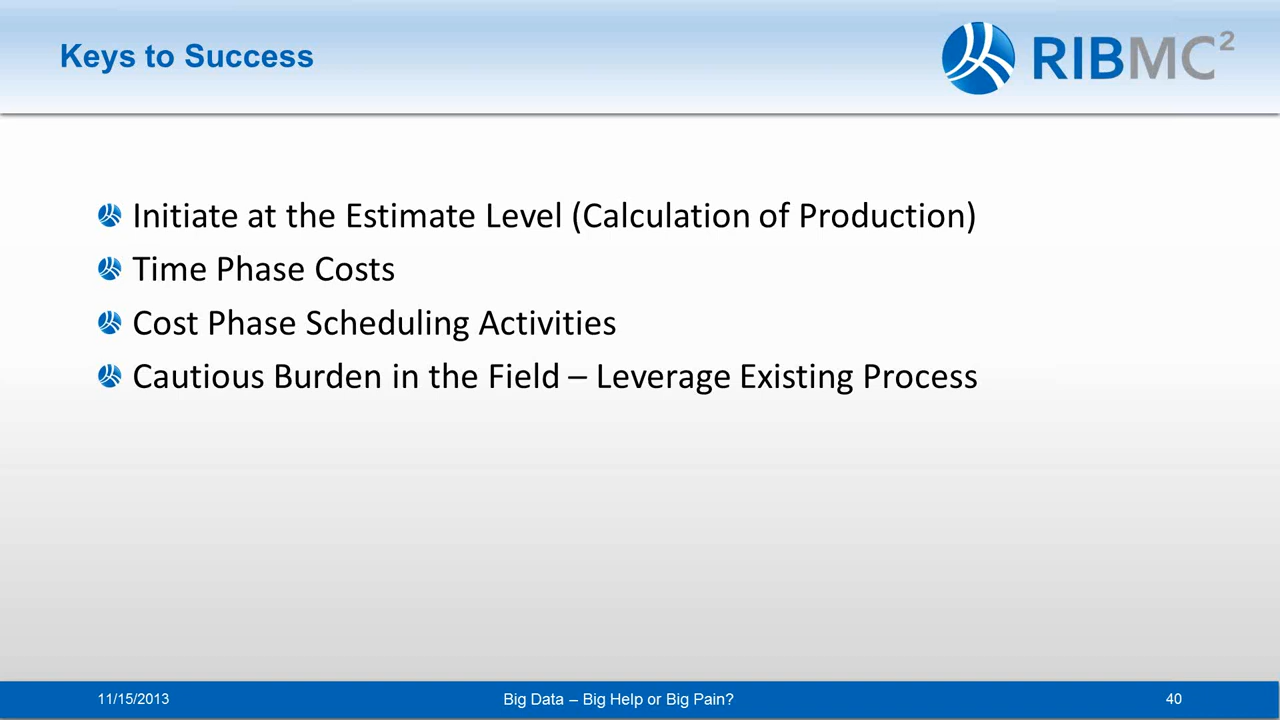 Keys to Success
RIBMC²
Initiate at the Estimate Level (Calculation of Production)
Time Phase Costs
Cost Phase Scheduling Activities
Cautious Burden in the Field – Leverage Existing Process
11/15/2013
Big Data – Big Help or Big Pain?
40